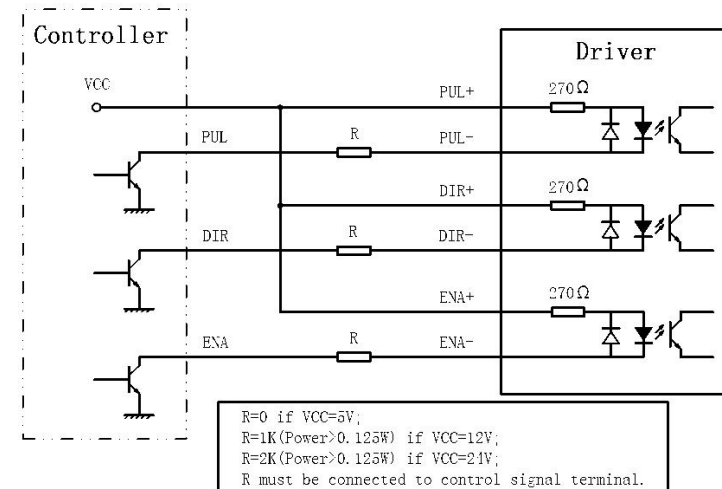 Controller
Driver
VCC
PUL+
270Ω
PUL
R
PUL-
DIR+
270Ω
DIR
R
DIR-
ENA+
270Ω
ENA
R
ENA-
R=0 if VCC=5V;
R=1K(Power>0.125W) if VCC=12V;
R=2K(Power>0.125W) if VCC=24V;
R must be connected to control signal terminal.